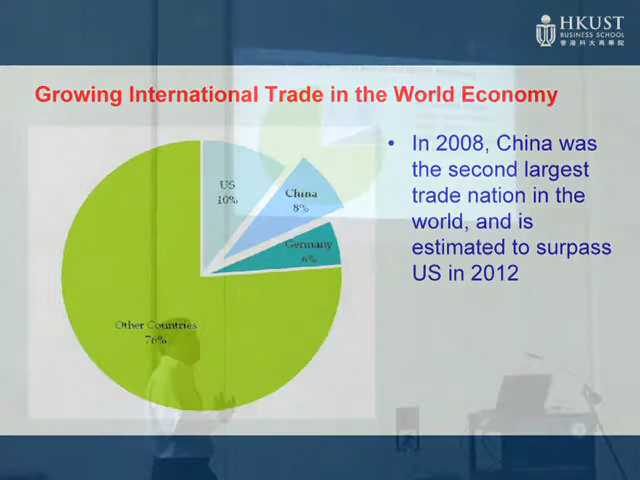 HKUST
BUSINESS SCHOOL
香港科大商學院
Growing International Trade in the World Economy
US
10%
China
8%
Germany
6%
Other Countries
76%
• In 2008, China was
the second largest
trade nation in the
world, and is
estimated to surpass
US in 2012